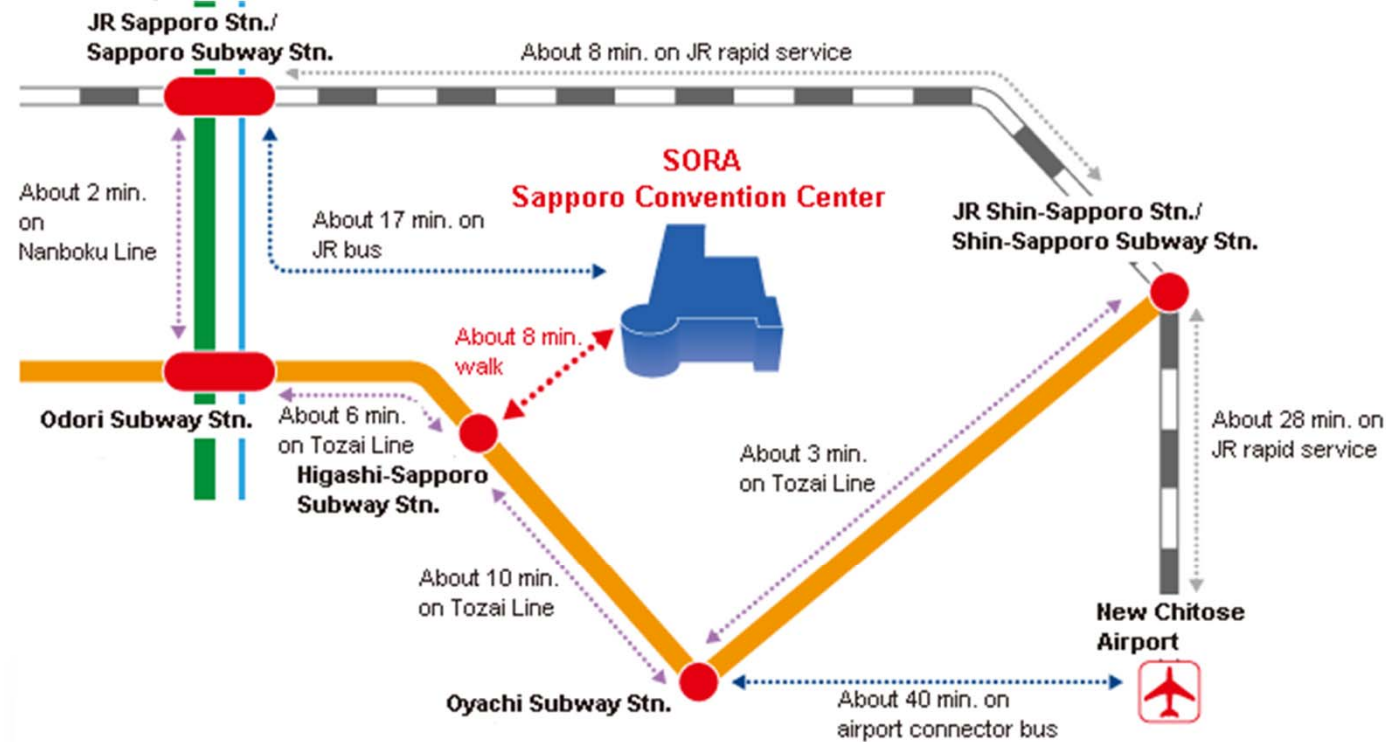 JR Sapporo Stn./
Sapporo Subway Stn.
About 8 min. on JR rapid service
SORA
Sapporo Convention Center
About 2 min.
on
Nanboku Line
About 17 min. on
JR bus
JR Shin-Sapporo Stn./
Shin-Sapporo Subway Stn.
About 8 min.
walk
Odori Subway Stn.
About 6 min.
on Tozai Line
Higashi-Sapporo
Subway Stn.
About 3 min.
on Tozai Line
About 28 min. on
JR rapid service
About 10 min.
on Tozai Line
New Chitose
Airport
Oyachi Subway Stn.
About 40 min. on
airport connector bus